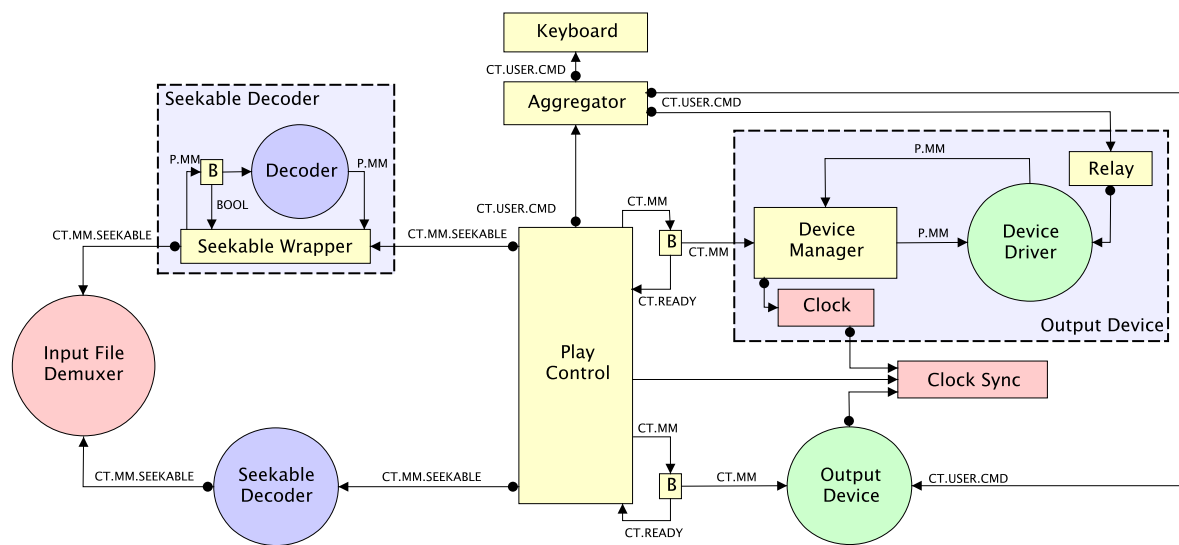 Keyboard
CT.USER.CMD
Aggregator
CT.USER.CMD
Seekable Decoder
P.MM
B
Decoder
P.MM
BOOL
Seekable Wrapper
CT.MM.SEEKABLE
CT.MM.SEEKABLE
CT.USER.CMD
CT.MM
B
CT.MM
CT.READY
P.MM
Relay
Device
Manager
P.MM
Device
Driver
Clock
Output Device
Input File
Demuxer
Play
Control
Clock Sync
CT.MM.SEEKABLE
Seekable
Decoder
CT.MM.SEEKABLE
CT.MM
B
CT.MM
CT.READY
Output
Device
CT.USER.CMD